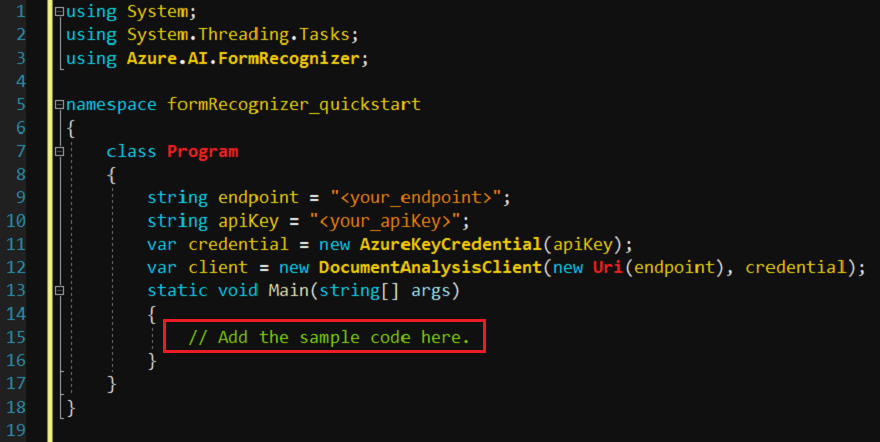 1 using System;
2 using System.Threading.Tasks;
3 using Azure.AI.FormRecognizer;
4
5 namespace formRecognizer_quickstart
6 {
7 class Program
8 {
9 string endpoint = "<your_endpoint>";
10 string apiKey = "<your_apiKey>";
11 var credential = new AzureKeyCredential(apiKey);
12 var client = new DocumentAnalysisClient(new Uri(endpoint), credential);
13 static void Main(string[] args)
14 {
15 // Add the sample code here.
16 }
17 }
18 }
19